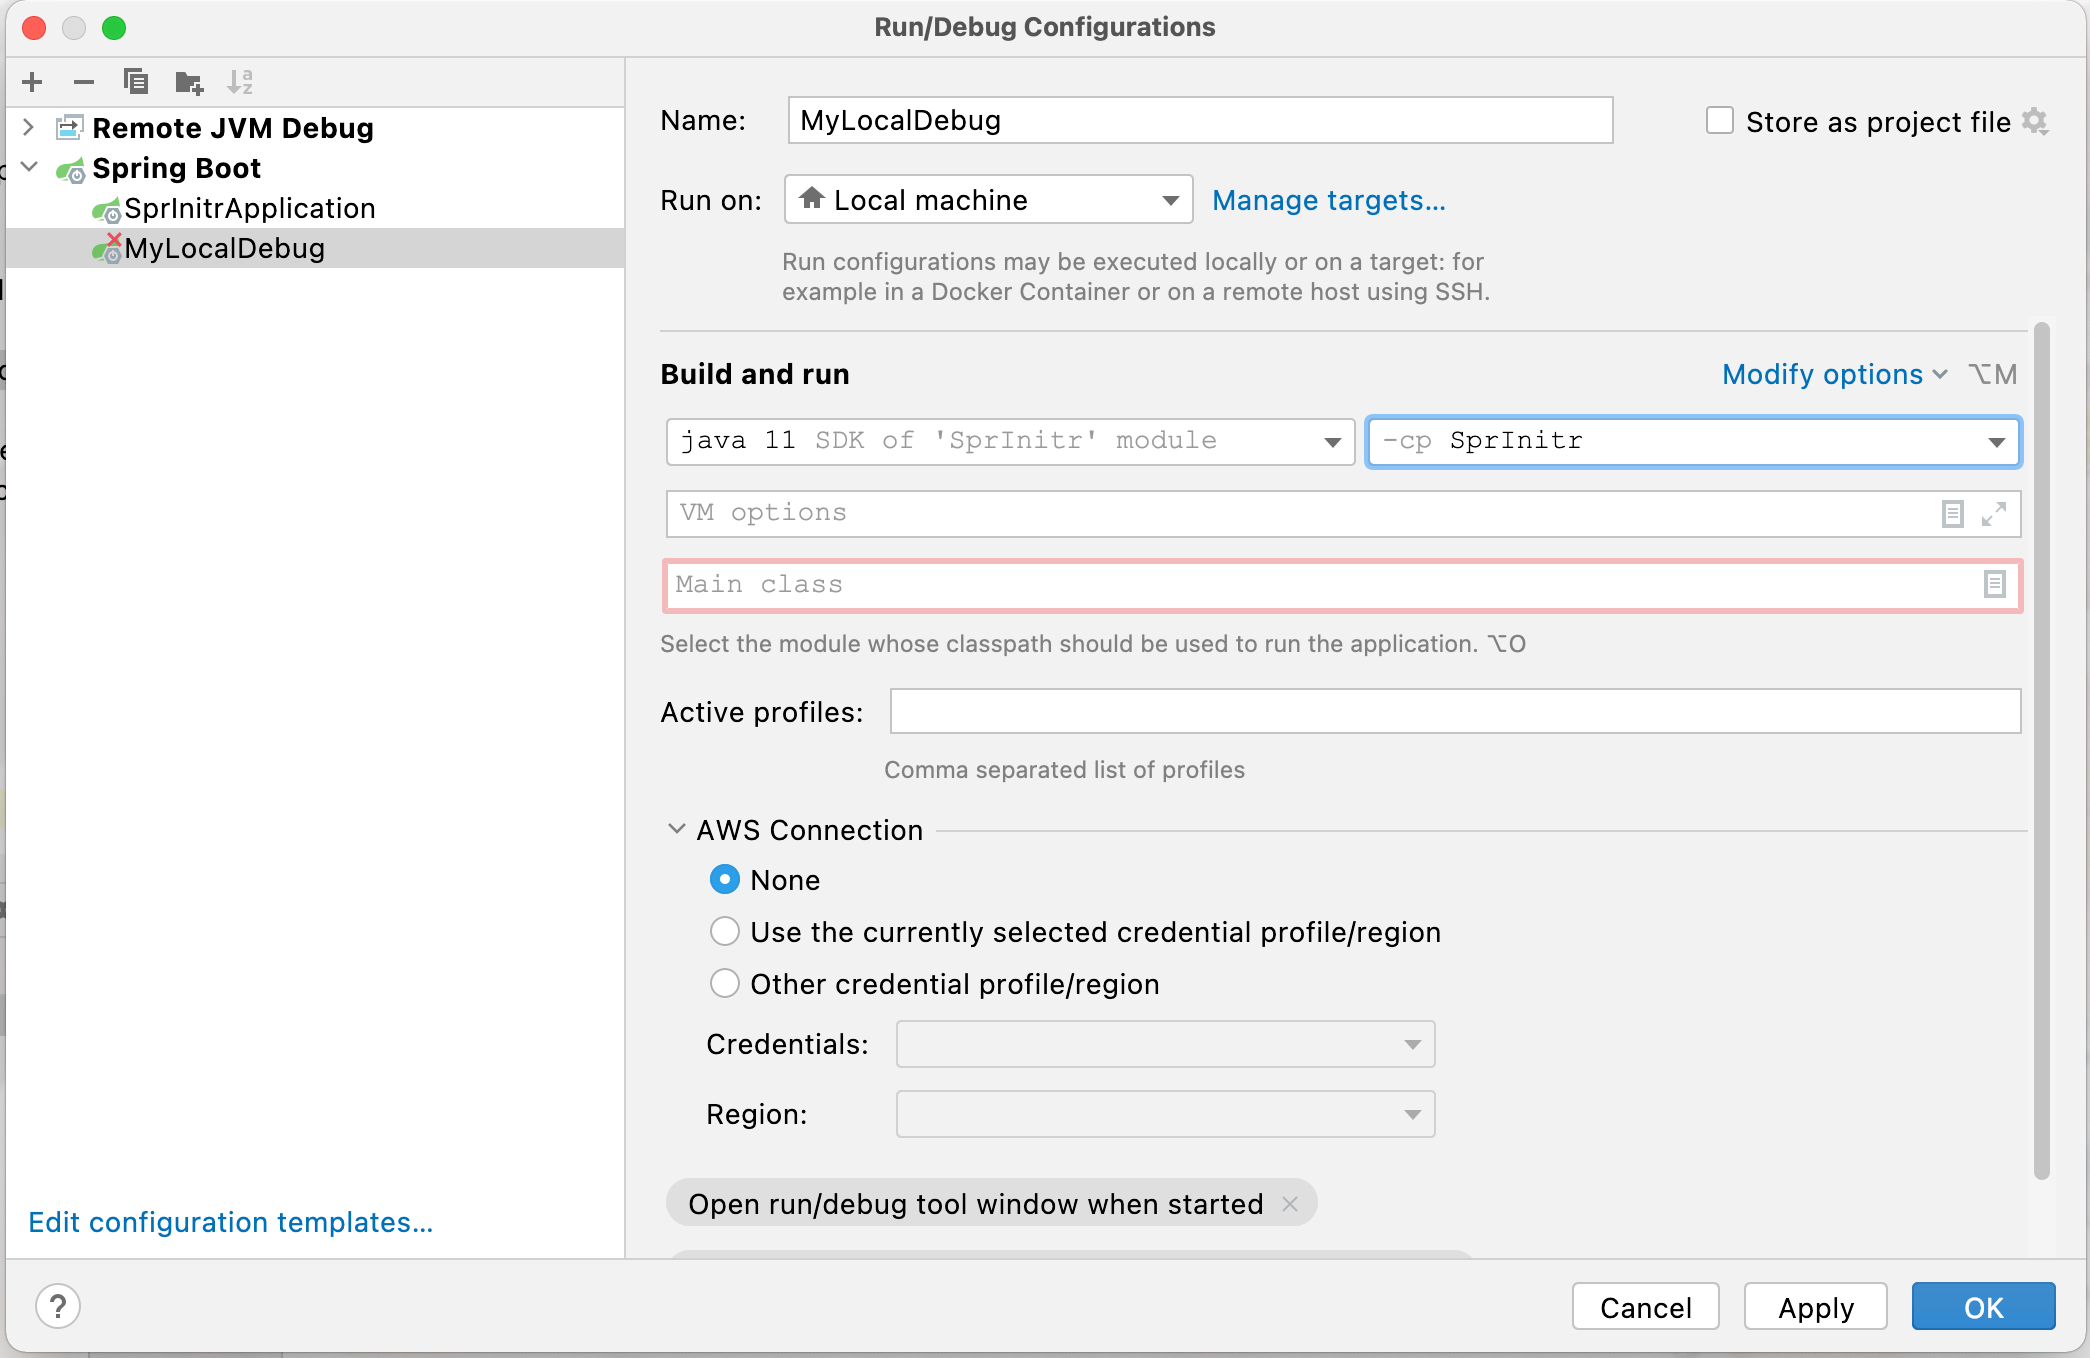 Run/Debug Configurations
Remote JVM Debug
Spring Boot
SprInitrApplication
MyLocalDebug
Edit configuration templates...
Name: MyLocalDebug
Store as project file
Run on: Local machine Manage targets...
Run configurations may be executed locally or on a target: for
example in a Docker Container or on a remote host using SSH.
Build and run
Modify options ⌥M
java 11 SDK of 'SprInitr' module
-cp SprInitr
VM options
Main class
Select the module whose classpath should be used to run the application. ⌥O
Active profiles:
Comma separated list of profiles
AWS Connection
None
Use the currently selected credential profile/region
Other credential profile/region
Credentials:
Region:
Open run/debug tool window when started ×
?
Cancel
Apply
OK